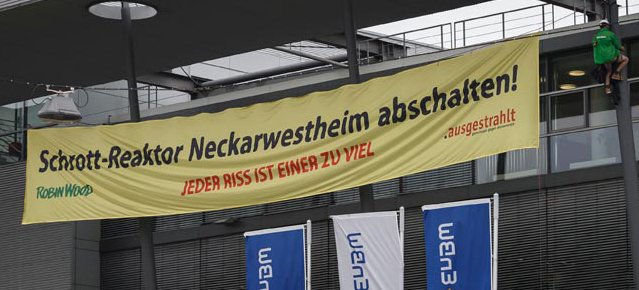 Schrott-Reaktor Neckarwestheim abschalten!
JEDER RISS IST EINER ZU VIEL
ROBIN WOOD
.ausgestrahlt
EnBW
EnBW
EnBW